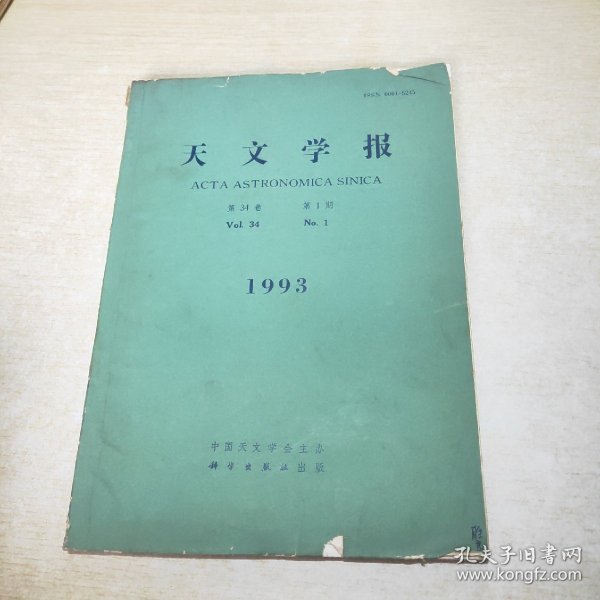 ISSN 0001-5245
天文学报
ACTA ASTRONOMICA SINICA
第34卷 第1期
Vol. 34 No. 1
1993
中国天文学会主办
科学出版社出版
孔夫子旧书网
www.kongfz.com